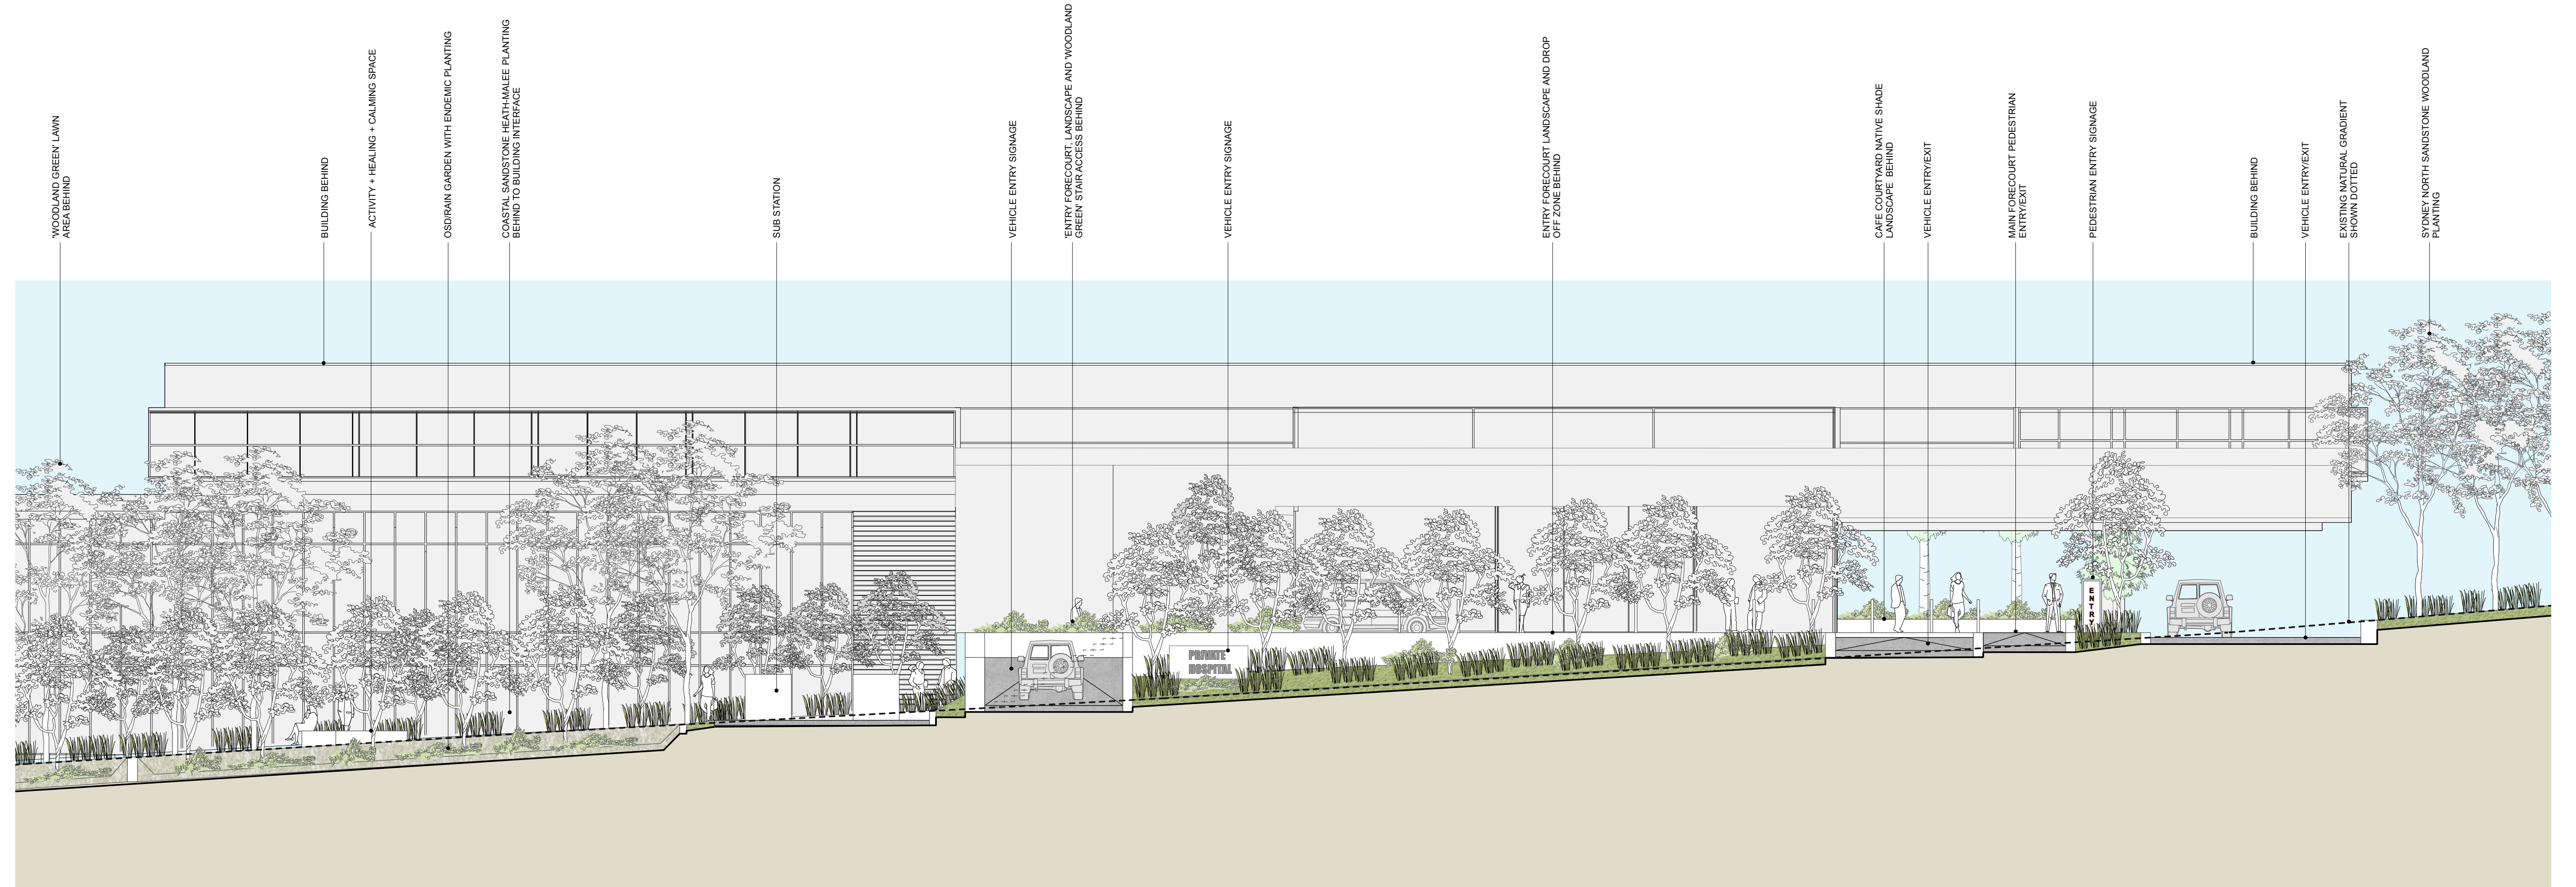 'WOODLAND GREEN' LAWN
AREA BEHIND
BUILDING BEHIND
ACTIVITY + HEALING + CALMING SPACE
OSD/RAIN GARDEN WITH ENDEMIC PLANTING
COASTAL SANDSTONE HEATH-MALEE PLANTING
BEHIND TO BUILDING INTERFACE
SUB STATION
VEHICLE ENTRY SIGNAGE
'ENTRY FORECOURT, LANDSCAPE AND 'WOODLAND
GREEN' STAIR ACCESS BEHIND
VEHICLE ENTRY SIGNAGE
ENTRY FORECOURT LANDSCAPE AND DROP
OFF ZONE BEHIND
CAFE COURTYARD NATIVE SHADE
LANDSCAPE BEHIND
VEHICLE ENTRY/EXIT
MAIN FORECOURT PEDESTRIAN
ENTRY/EXIT
PEDESTRIAN ENTRY SIGNAGE
BUILDING BEHIND
VEHICLE ENTRY/EXIT
EXISTING NATURAL GRADIENT
SHOWN DOTTED
SYDNEY NORTH SANDSTONE WOODLAND
PLANTING
PRIVATE
HOSPITAL
ENTRY